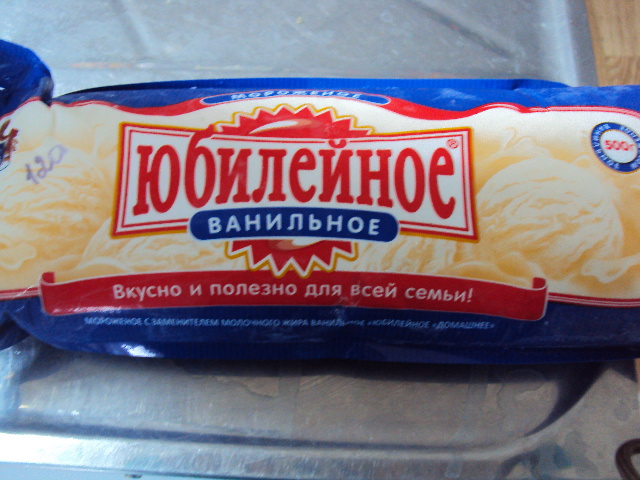 МОРОЖЕНОЕ
120
ЮБИЛЕЙНОЕ®
ВАНИЛЬНОЕ
500г
Вкусно и полезно для всей семьи!
МОРОЖЕНОЕ С ЗАМЕНИТЕЛЕМ МОЛОЧНОГО ЖИРА ВАНИЛЬНОЕ «ЮБИЛЕЙНОЕ «ДОМАШНЕЕ»